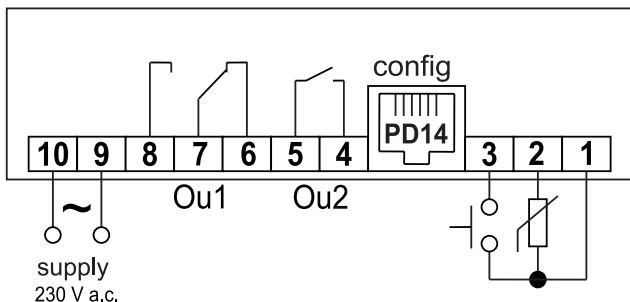 config
PD14
10 9 8 7 6 5 4 3 2 1
Ou1 Ou2
~
supply
230 V a.c.